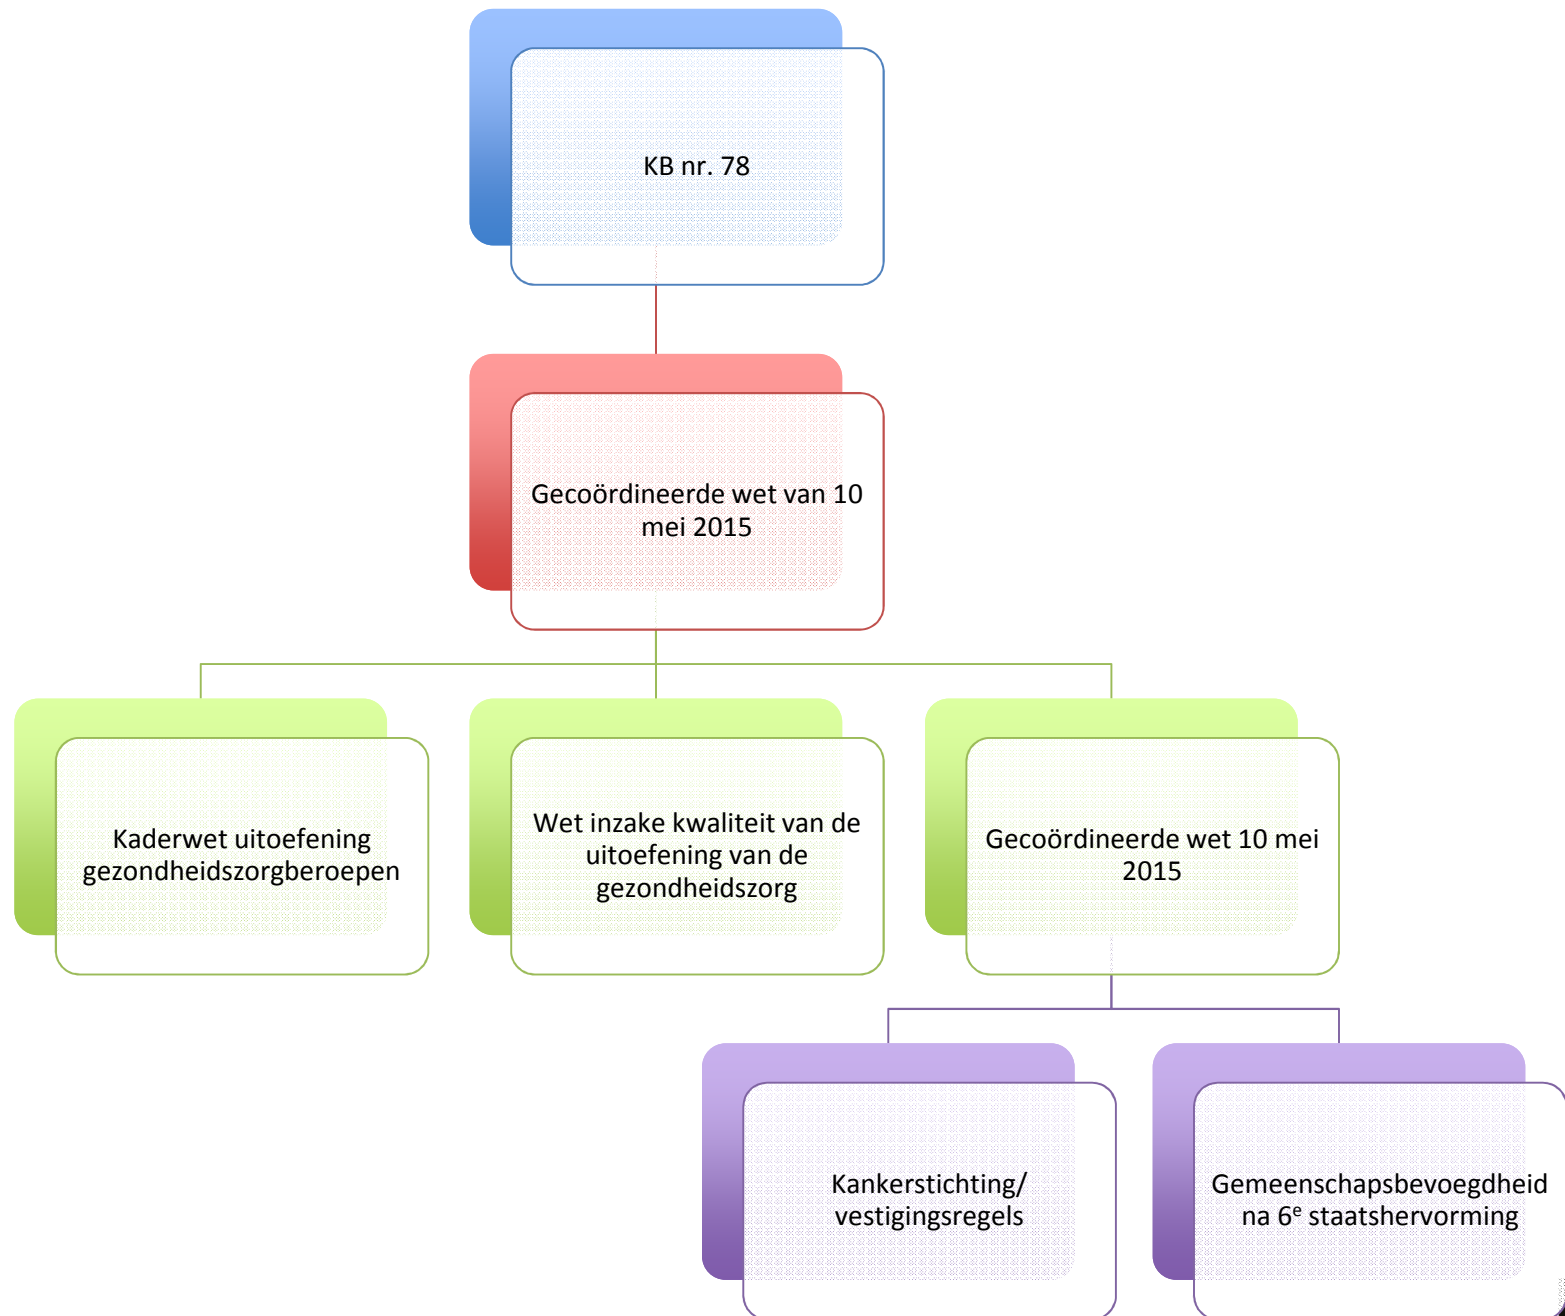 KB nr. 78
Gecoördineerde wet van 10
mei 2015
Kaderwet uitoefening
gezondheidszorgberoepen
Wet inzake kwaliteit van de
uitoefening van de
gezondheidszorg
Gecoördineerde wet 10 mei
2015
Kankerstichting/
vestigingsregels
Gemeenschapsbevoegdheid
na 6e staatshervorming